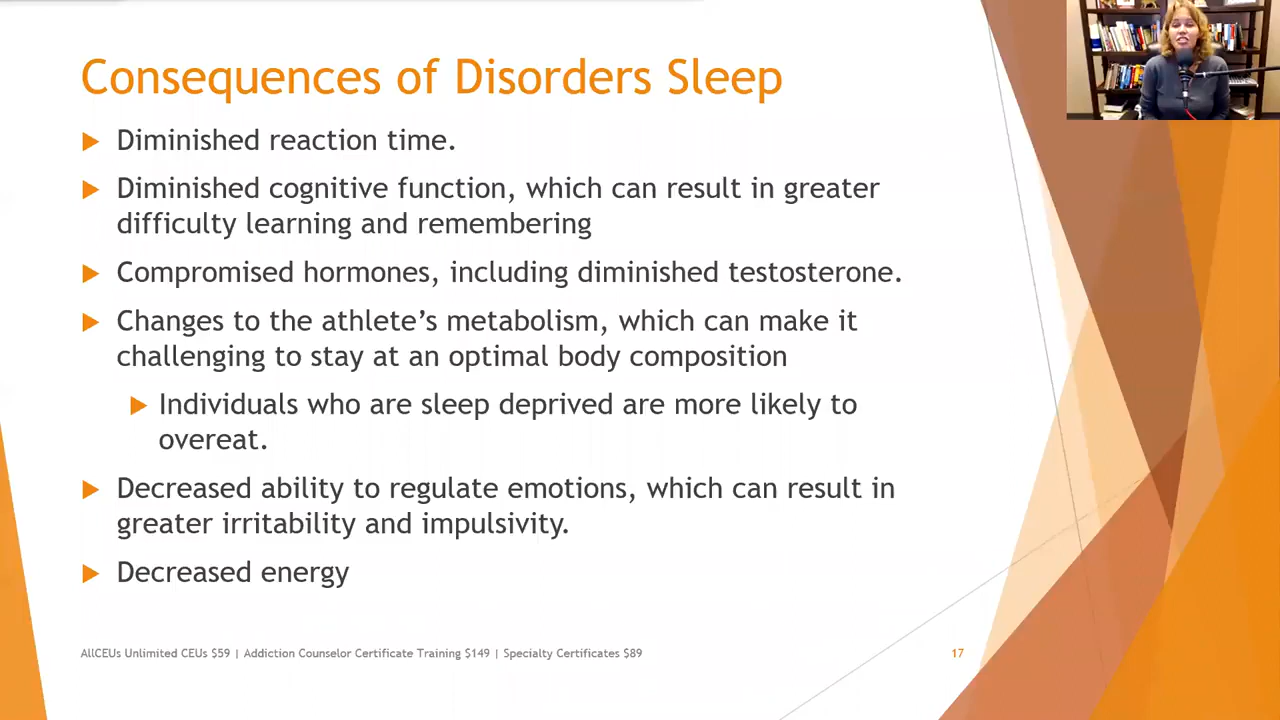 Consequences of Disorders Sleep
Diminished reaction time.
Diminished cognitive function, which can result in greater
difficulty learning and remembering
Compromised hormones, including diminished testosterone.
Changes to the athlete’s metabolism, which can make it
challenging to stay at an optimal body composition
Individuals who are sleep deprived are more likely to
overeat.
Decreased ability to regulate emotions, which can result in
greater irritability and impulsivity.
Decreased energy
AllCEUs Unlimited CEUs $59 | Addiction Counselor Certificate Training $149 | Specialty Certificates $89
17